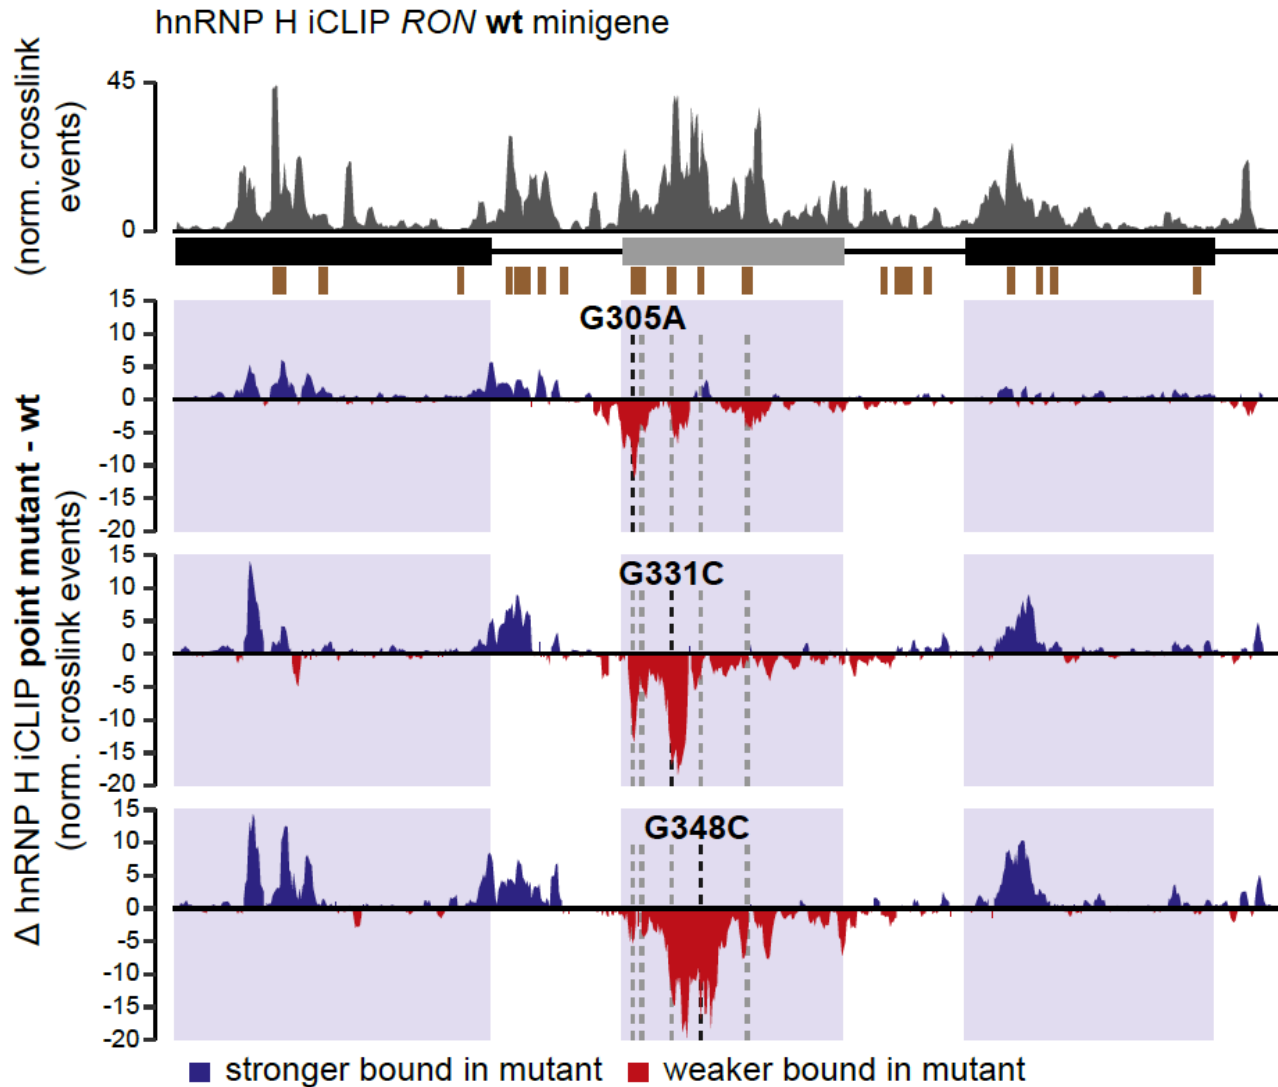 hnRNP H iCLIP RON wt minigene
(norm. crosslink
events)
45
0
Δ hnRNP H iCLIP point mutant - wt
(norm. crosslink events)
15
10
5
0
-5
-10
-15
-20
G305A
15
10
5
0
-5
-10
-15
-20
G331C
15
10
5
0
-5
-10
-15
-20
G348C
stronger bound in mutant weaker bound in mutant